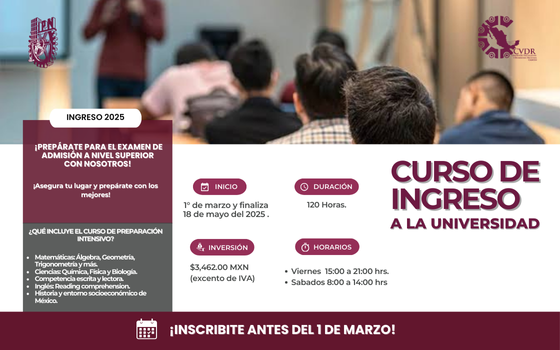 IPN
CVDR
INGRESO 2025
¡PREPÁRATE PARA EL EXAMEN DE
ADMISIÓN A NIVEL SUPERIOR
CON NOSOTROS!
¡Asegura tu lugar y prepárate con los
mejores!
¿QUÉ INCLUYE EL CURSO DE PREPARACIÓN
INTENSIVO?
• Matemáticas: Álgebra, Geometría,
Trigonometría y más.
• Ciencias: Química, Física y Biología.
• Competencia escrita y lectora.
• Inglés: Reading comprehension.
• Historia y entorno socioeconómico de
México.
INICIO
1° de marzo y finaliza
18 de mayo del 2025 .
DURACIÓN
120 Horas.
INVERSIÓN
$3,462.00 MXN
(excento de IVA)
HORARIOS
• Viernes 15:00 a 21:00 hrs.
• Sabados 8:00 a 14:00 hrs
CURSO DE
INGRESO
A LA UNIVERSIDAD
¡INSCRIBITE ANTES DEL 1 DE MARZO!